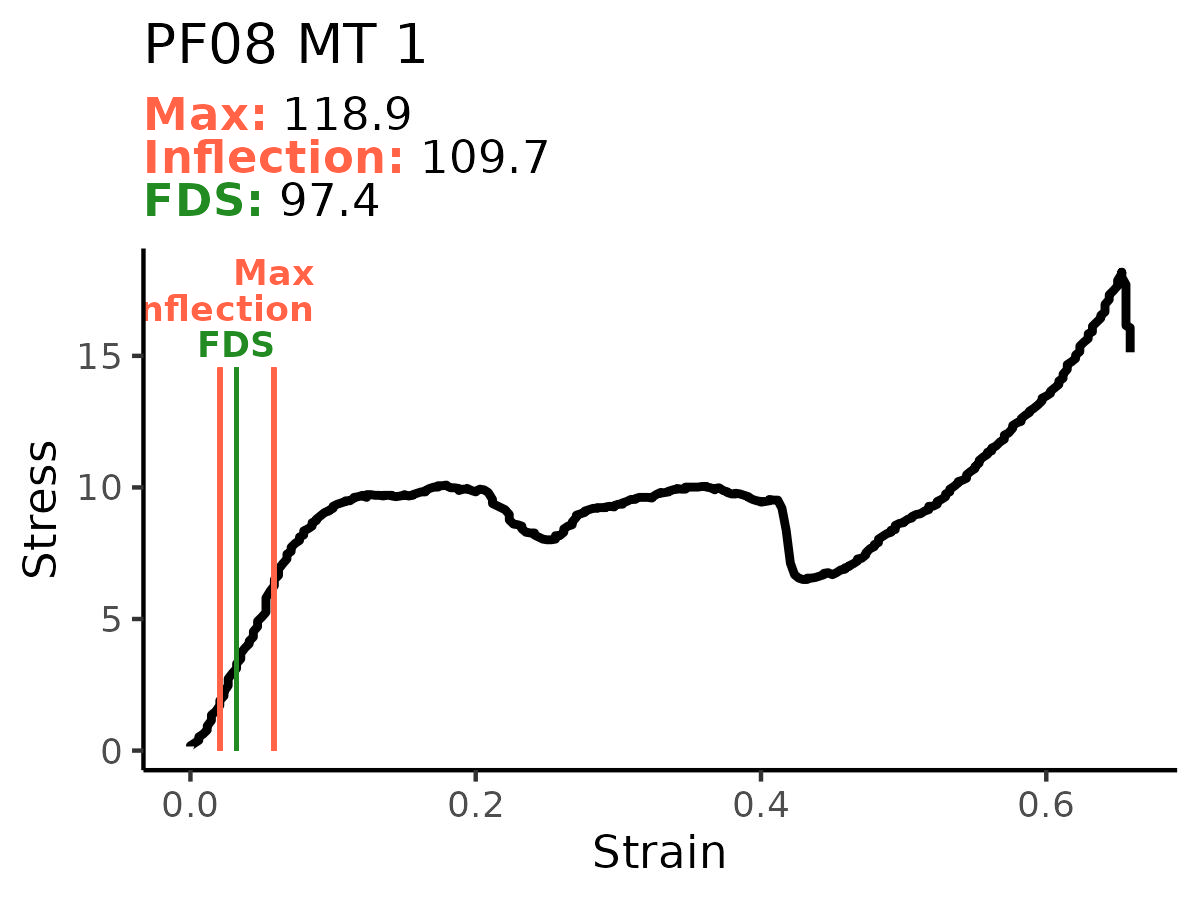 PF08 MT 1
Max: 118.9
Inflection: 109.7
FDS: 97.4
Max
nflection
FDS
15
10
5
0
Stress
0.0 0.2 0.4 0.6
Strain